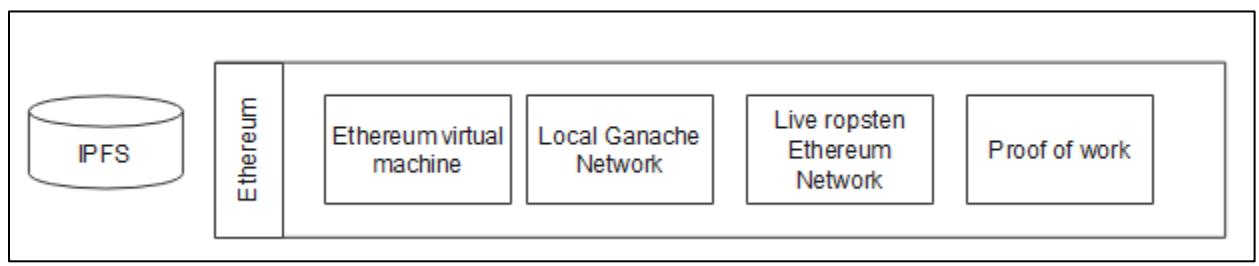 IPFS
Ethereum
Ethereum virtual
machine
Local Ganache
Network
Live ropsten
Ethereum
Network
Proof of work